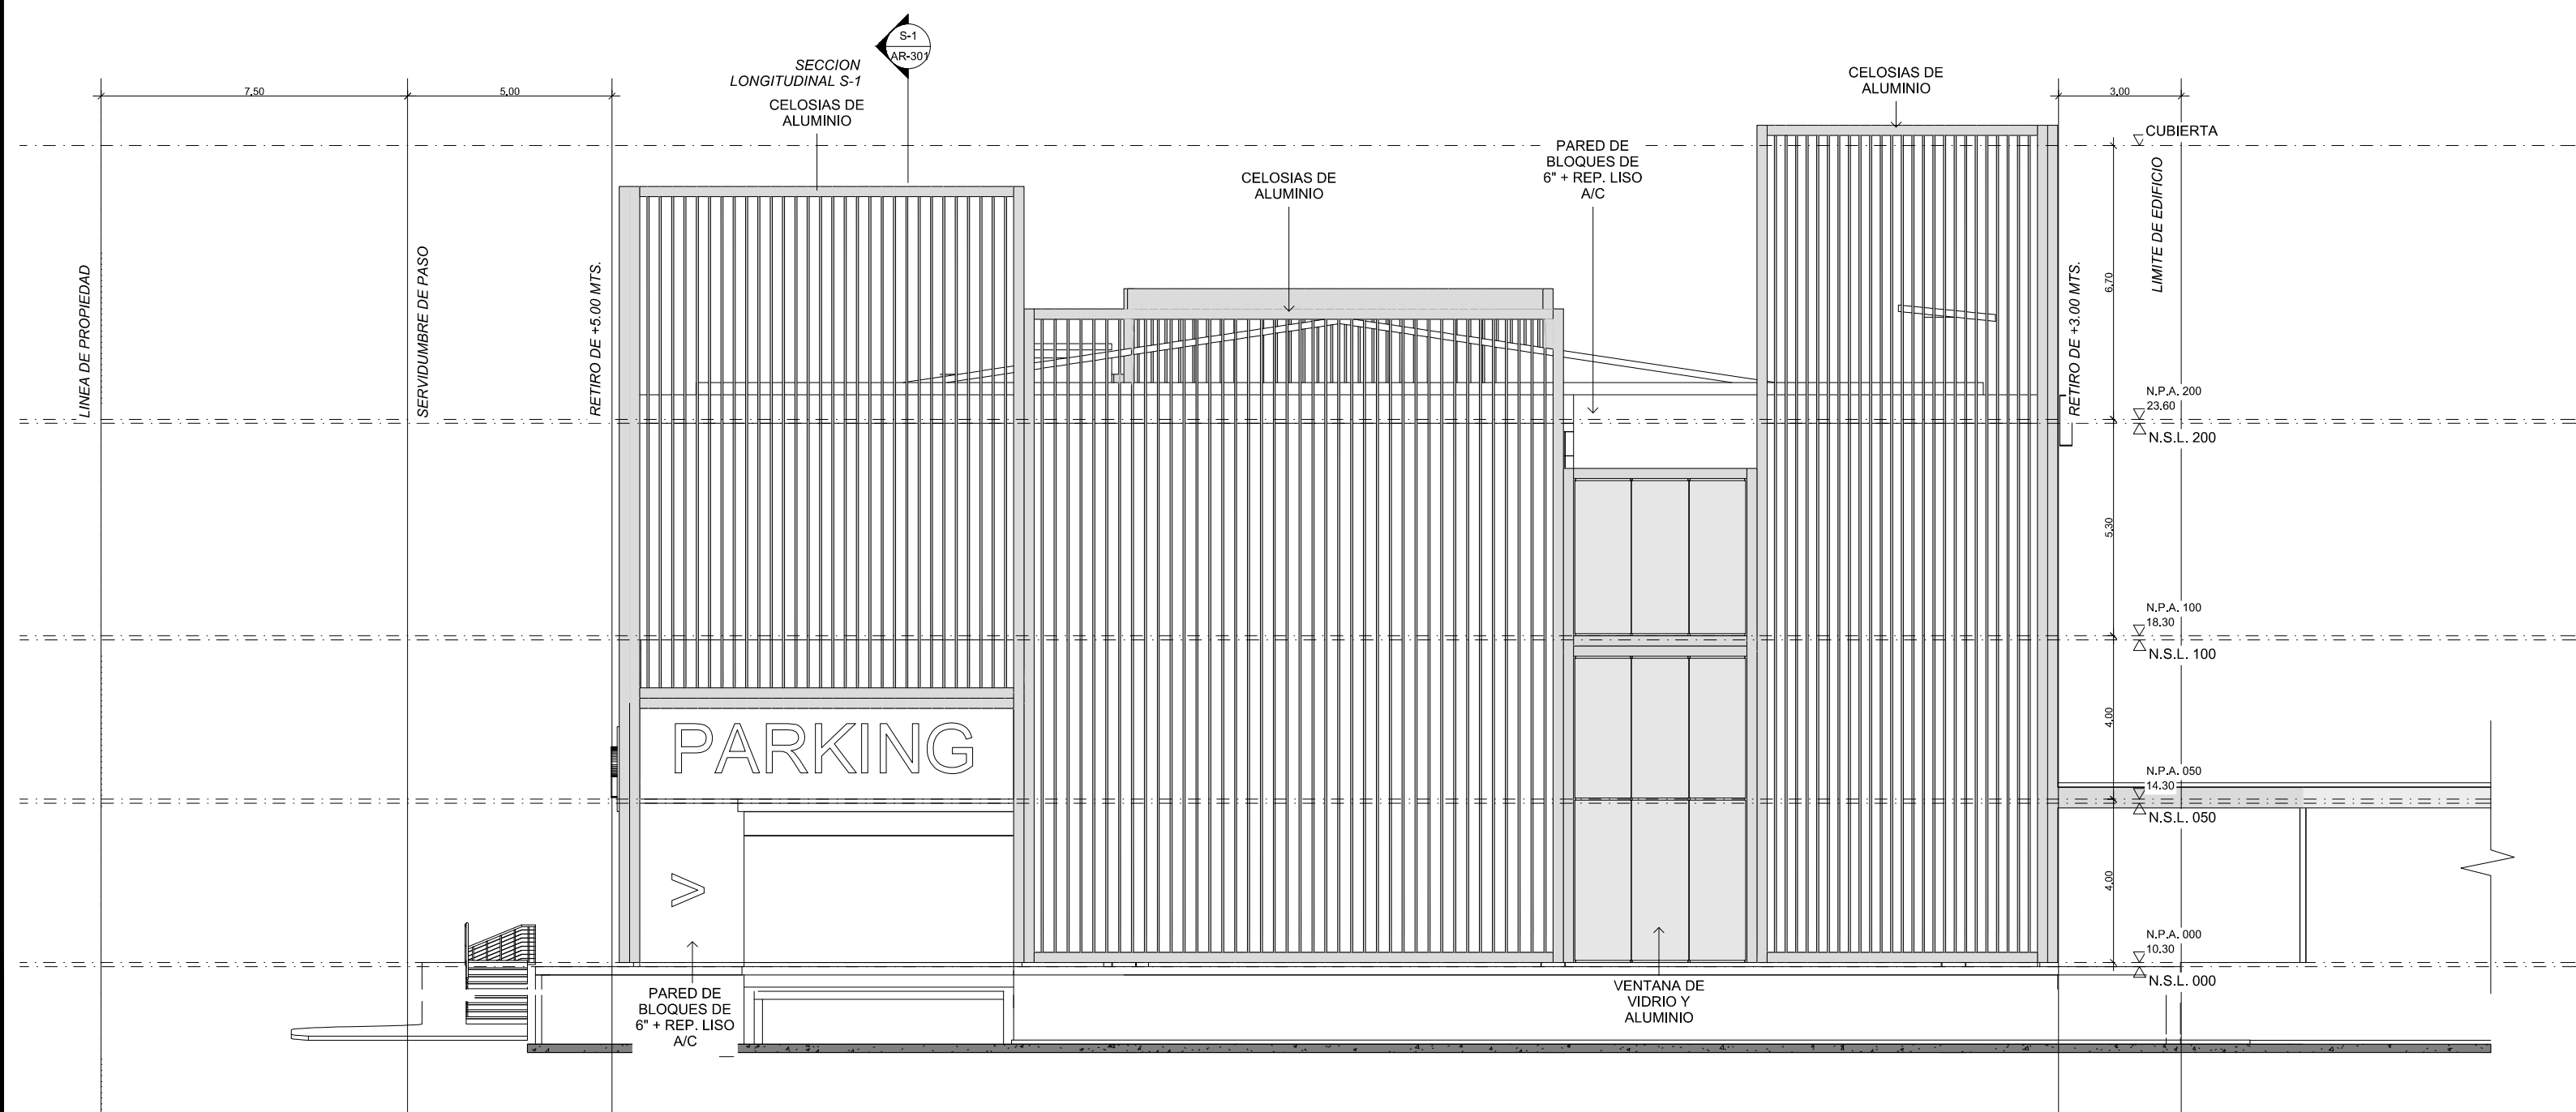 S-1
AR-301
SECCION
LONGITUDINAL S-1
CELOSIAS DE
ALUMINIO
CELOSIAS DE
ALUMINIO
PARED DE
BLOQUES DE
6" + REP. LISO
A/C
CELOSIAS DE
ALUMINIO
7.50
5.00
3.00
CUBIERTA
LINEA DE PROPIEDAD
SERVIDUMBRE DE PASO
RETIRO DE +5.00 MTS.
RETIRO DE +3.00 MTS.
LIMITE DE EDIFICIO
6.70
N.P.A. 200
23.60
N.S.L. 200
5.30
N.P.A. 100
18.30
N.S.L. 100
4.00
PARKING
N.P.A. 050
14.30
N.S.L. 050
4.00
>
N.P.A. 000
10.30
N.S.L. 000
PARED DE
BLOQUES DE
6" + REP. LISO
A/C
VENTANA DE
VIDRIO Y
ALUMINIO